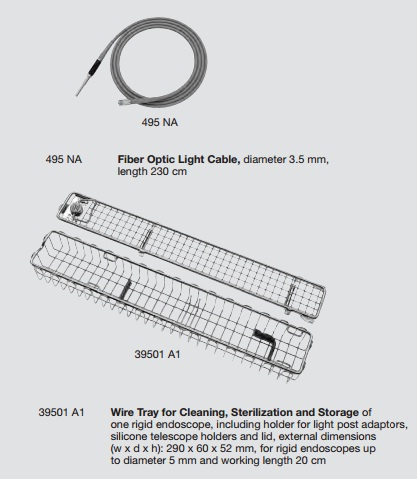 495 NA
495 NA Fiber Optic Light Cable, diameter 3.5 mm,
length 230 cm
39501 A1
39501 A1 Wire Tray for Cleaning, Sterilization and Storage of
one rigid endoscope, including holder for light post adaptors,
silicone telescope holders and lid, external dimensions
(w x d x h): 290 x 60 x 52 mm, for rigid endoscopes up
to diameter 5 mm and working length 20 cm